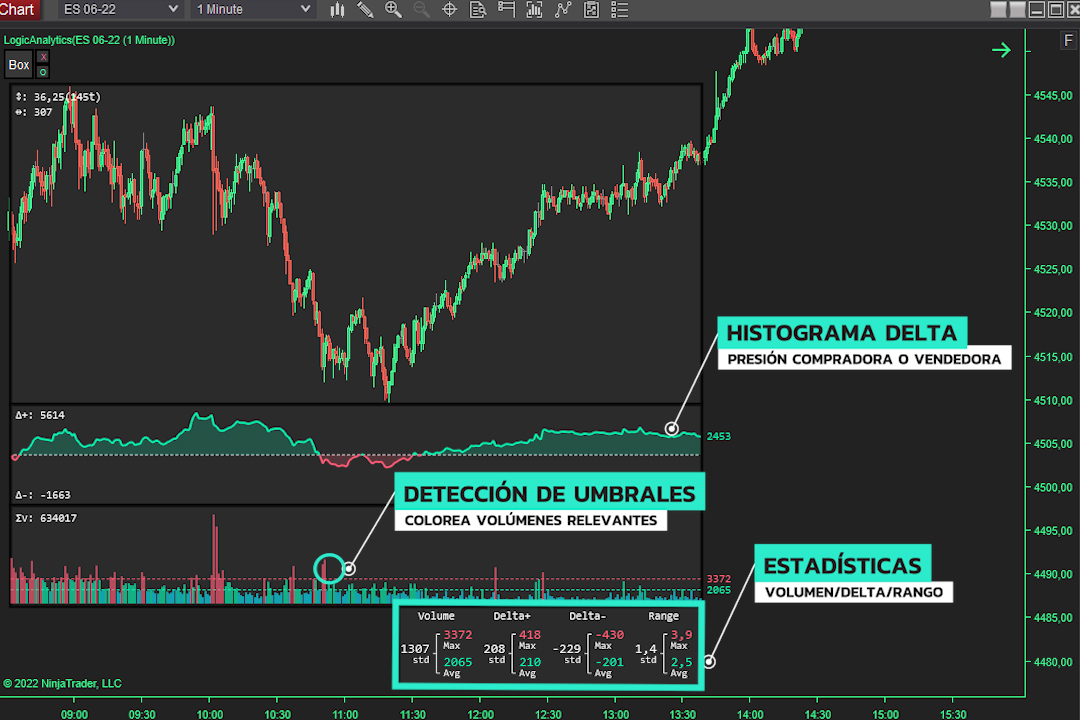 Chart
ES 06-22
1 Minute
LogicAnalytics(ES 06-22 (1 Minute))
F
Box
X
O
36,25(145t)
307
4545,00
4540,00
4535,00
4530,00
4525,00
4520,00
4515,00
4510,00
4505,00
4500,00
4495,00
4490,00
4485,00
4480,00
HISTOGRAMA DELTA
PRESIÓN COMPRADORA O VENDEDORA
Δ+: 5614
2453
Δ-: -1663
DETECCIÓN DE UMBRALES
COLOREA VOLÚMENES RELEVANTES
Σv: 634017
3372
2065
ESTADÍSTICAS
VOLUMEN/DELTA/RANGO
Volume Delta+ Delta- Range
1307 std 3372 Max 2065 Avg
208 std 418 Max 210 Avg
-229 std -430 Max -201 Avg
1,4 std 3,9 Max 2,5 Avg
© 2022 NinjaTrader, LLC
09:00 09:30 10:00 10:30 11:00 11:30 12:00 12:30 13:00 13:30 14:00 14:30 15:00 15:30